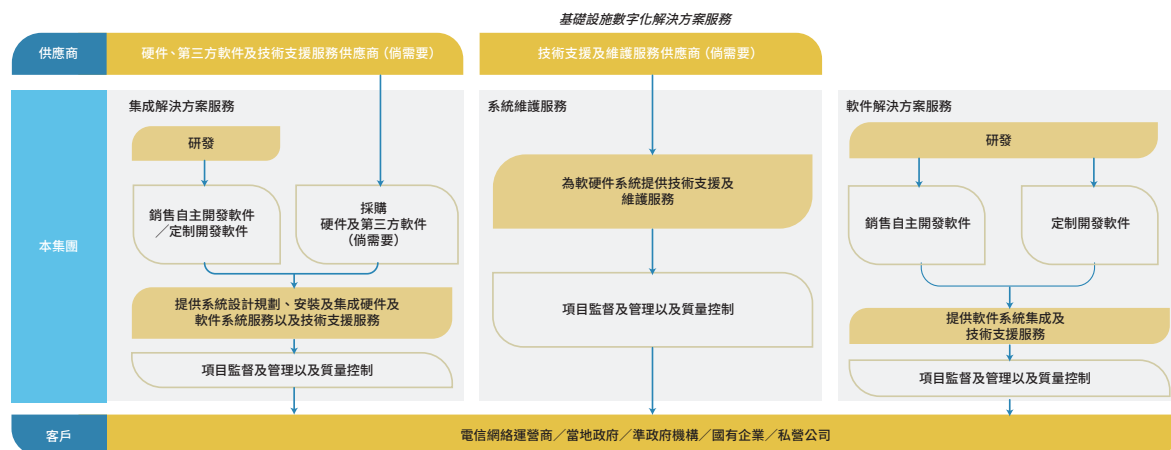 基礎設施數字化解決方案服務
供應商
硬件、第三方軟件及技術支援服務供應商(倘需要)
技術支援及維護服務供應商(倘需要)
本集團
集成解決方案服務
研發
銷售自主開發軟件
／定制開發軟件
採購
硬件及第三方軟件
(倘需要)
提供系統設計規劃、安裝及集成硬件及
軟件系統服務以及技術支援服務
項目監督及管理以及質量控制
系統維護服務
為軟硬件系統提供技術支援及
維護服務
項目監督及管理以及質量控制
軟件解決方案服務
研發
銷售自主開發軟件
定制開發軟件
提供軟件系統集成及
技術支援服務
項目監督及管理以及質量控制
客戶
電信網絡運營商／當地政府／準政府機構／國有企業／私營公司